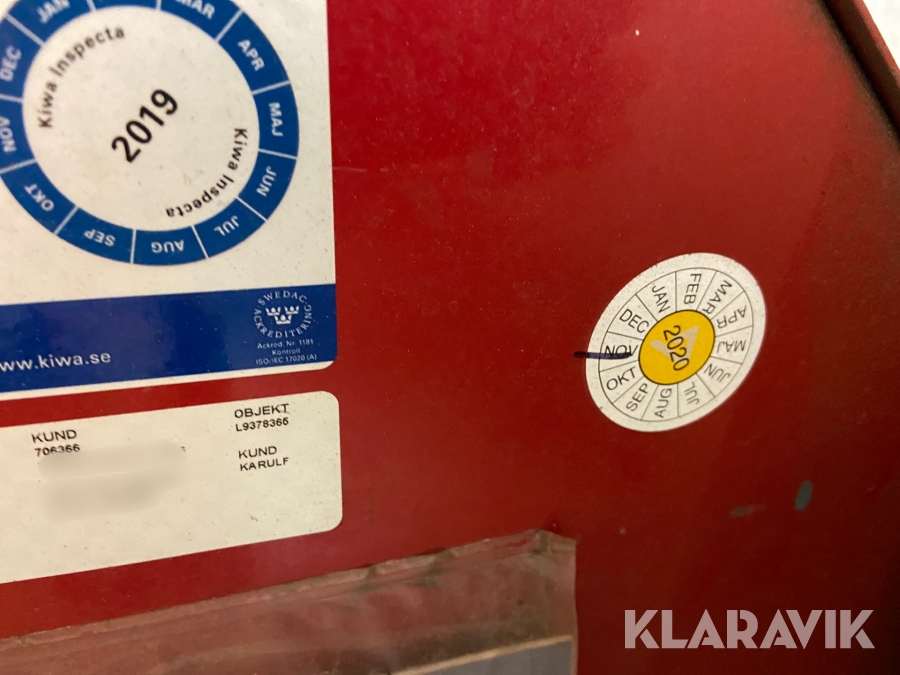 JAN
MAR
APR
MAJ
JUN
JUL
AUG
SEP
OKT
NOV
DEC
Kiwa Inspecta
2019
Kiwa Inspecta
SWEDAC
ACKREDITERING
Ackred. Nr. 1181
Kontroll
ISO/IEC 17020 (A)
www.kiwa.se
KUND
706366
OBJEKT
L9378365
KUND
KARULF
JAN
FEB
MAR
APR
MAJ
JUN
JUL
AUG
SEP
OKT
NOV
DEC
2020
KLARAVIK